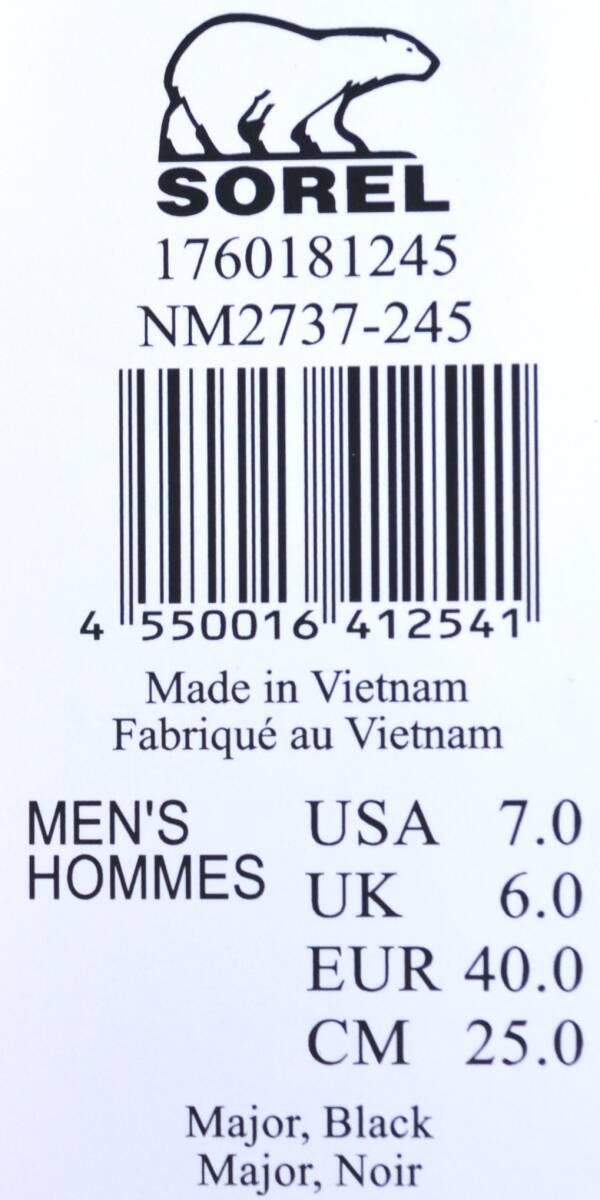 SOREL
1760181245
NM2737-245
4 550016 412541
Made in Vietnam
Fabriqué au Vietnam
MEN'S
HOMMES
USA 7.0
UK 6.0
EUR 40.0
CM 25.0
Major, Black
Major, Noir